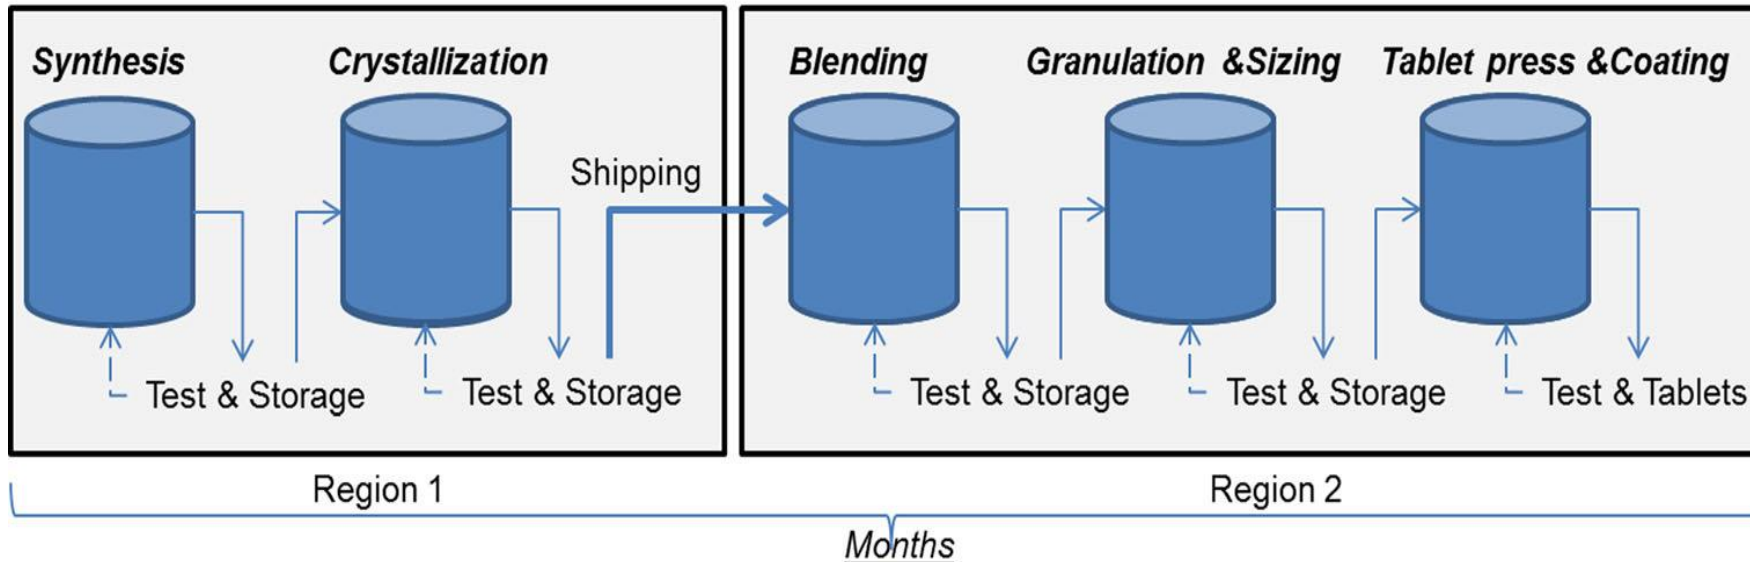 Synthesis
Crystallization
Blending
Granulation &Sizing
Tablet press &Coating
Shipping
Test & Storage
Test & Storage
Test & Storage
Test & Storage
Test & Tablets
Region 1
Region 2
Months